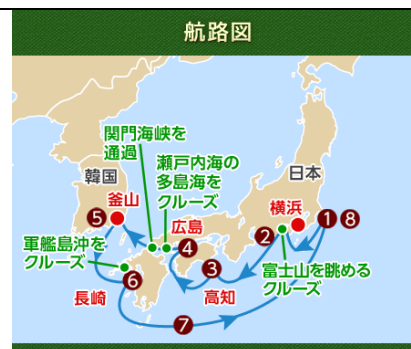 航路図
関門海峡を
通過
瀬戸内海の
多島海を
クルーズ
韓国
日本
釜山
横浜
広島
5
1 8
4
2
軍艦島沖を
クルーズ
3
富士山を眺める
クルーズ
6
長崎
高知
7